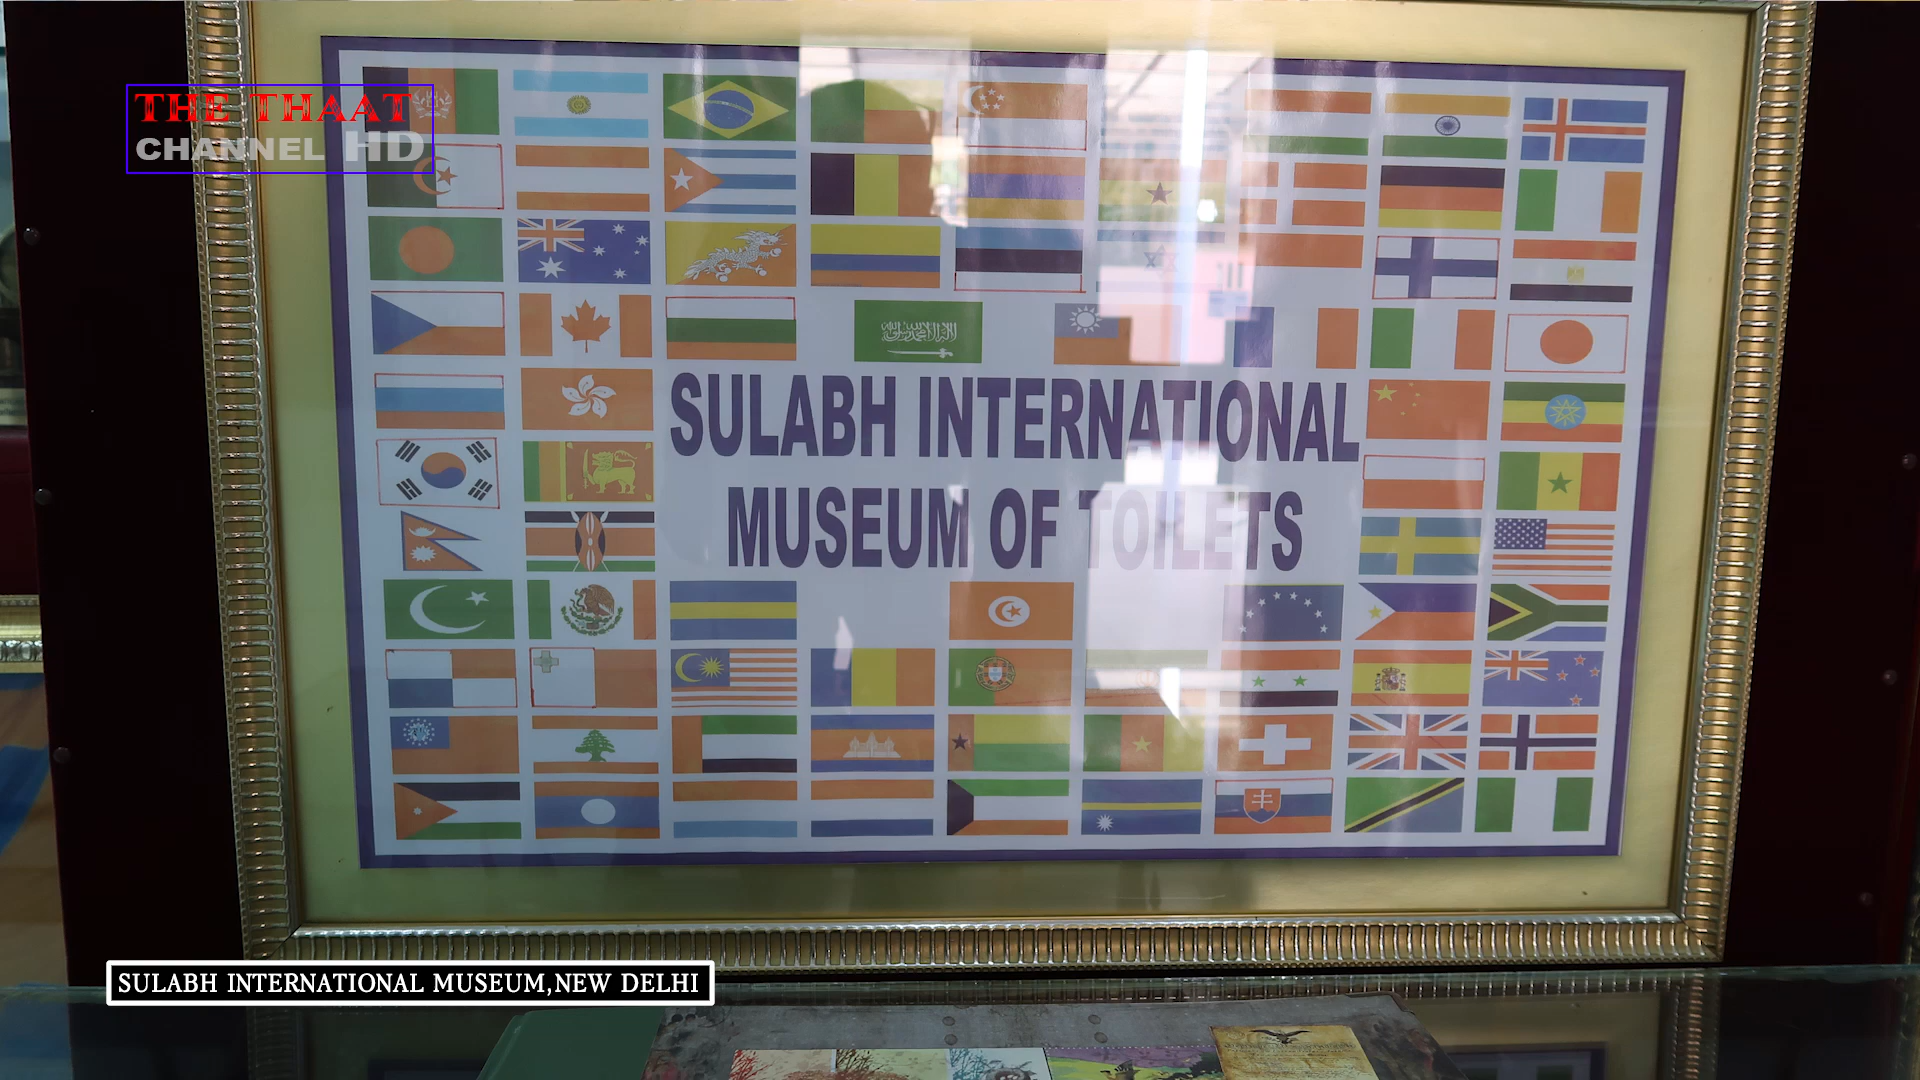 THE THAAT
CHANNEL HD
SULABH INTERNATIONAL
MUSEUM OF TOILETS
SULABH INTERNATIONAL MUSEUM,NEW DELHI